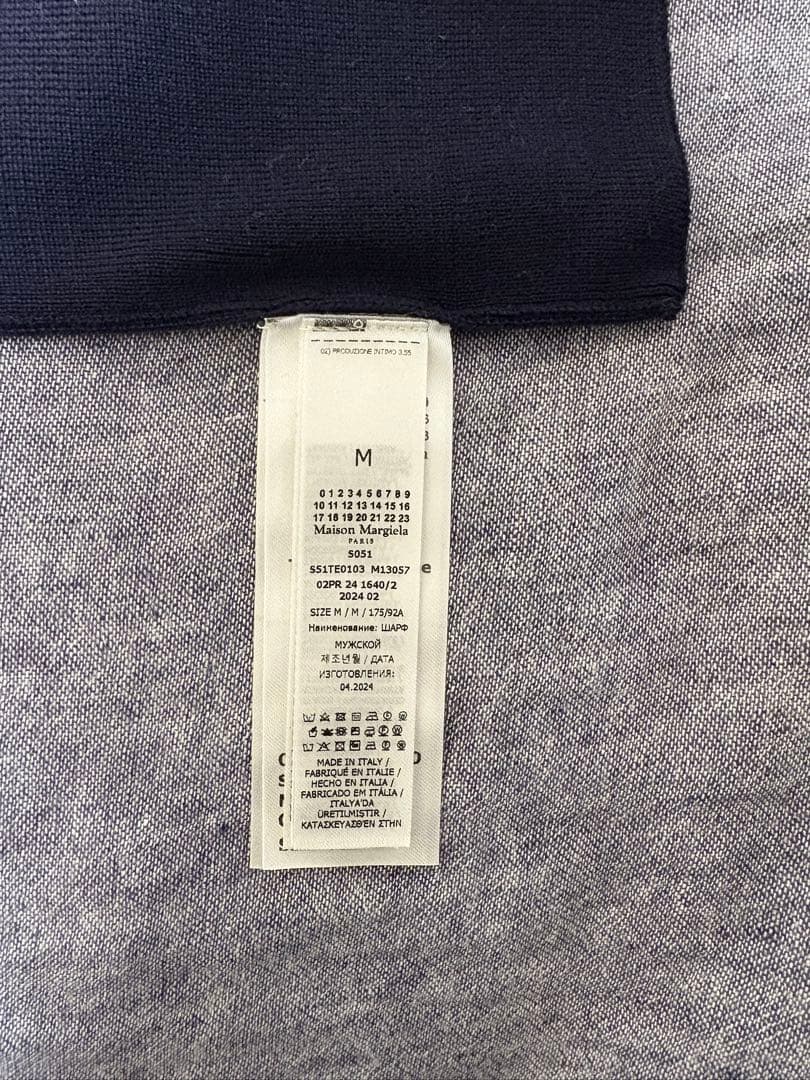 02) PRODUZIONE INTIMO 3.55
M
0 1 2 3 4 5 6 7 8 9
10 11 12 13 14 15 16
17 18 19 20 21 22 23
Maison Margiela
PARIS
S051
S51TE0103 M13057
02PR 24 1640/2
2024 02
SIZE M / M / 175/92A
Наименование: ШАРФ
МУЖСКОЙ
제조년월 / ДАТА
ИЗГОТОВЛЕНИЯ:
04.2024
MADE IN ITALY /
FABRIQUÉ EN ITALIE /
HECHO EN ITALIA /
FABRICADO EM ITÁLIA /
ITALYA'DA
ÜRETILMISTIR /
ΚΑΤΑΣΚΕΥΑΣΘΕΝ ΣΤΗΝ